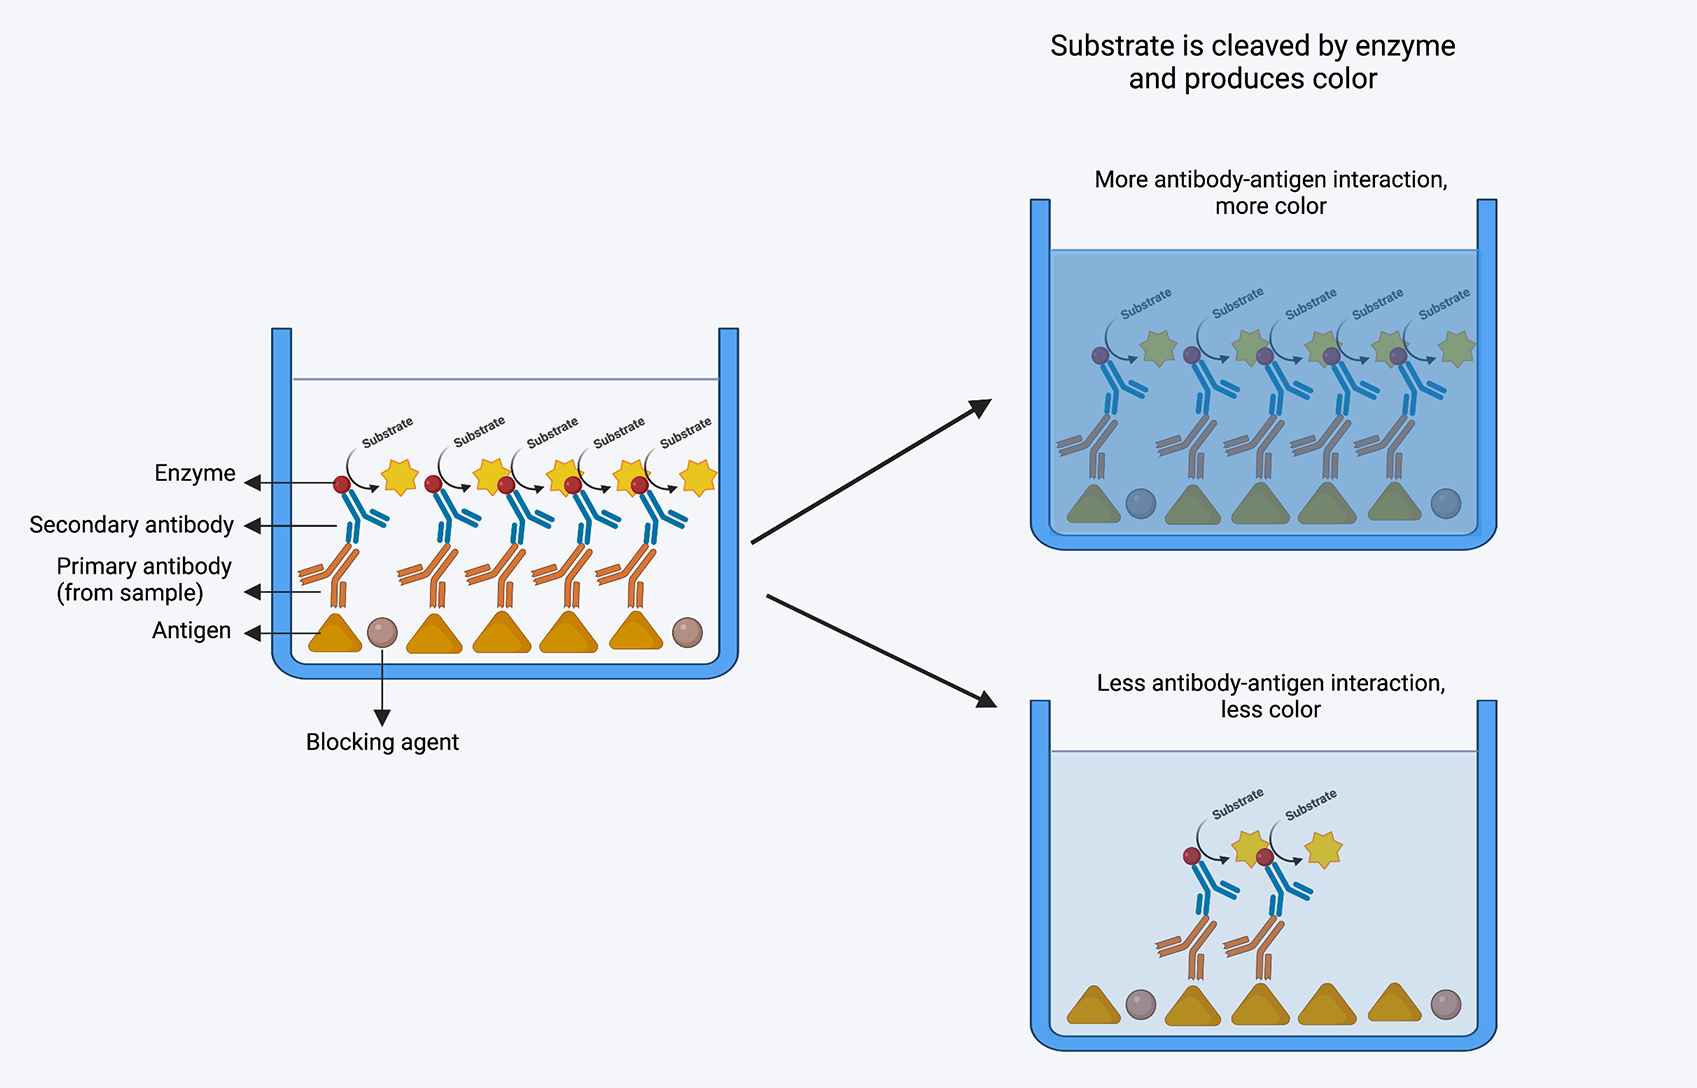 Substrate is cleaved by enzyme
and produces color
More antibody-antigen interaction,
more color
Substrate
Substrate
Substrate
Substrate
Substrate
Substrate
Substrate
Substrate
Substrate
Substrate
Enzyme
Secondary antibody
Primary antibody
(from sample)
Antigen
Blocking agent
Less antibody-antigen interaction,
less color
Substrate
Substrate